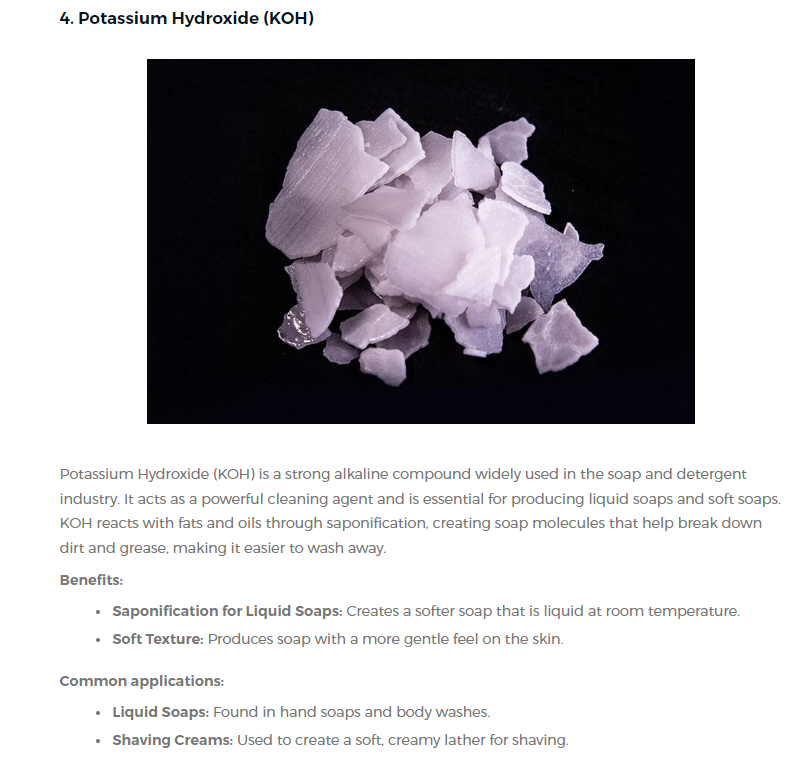 4. Potassium Hydroxide (KOH)
Potassium Hydroxide (KOH) is a strong alkaline compound widely used in the soap and detergent
industry. It acts as a powerful cleaning agent and is essential for producing liquid soaps and soft soaps.
KOH reacts with fats and oils through saponification, creating soap molecules that help break down
dirt and grease, making it easier to wash away.
Benefits:
• Saponification for Liquid Soaps: Creates a softer soap that is liquid at room temperature.
• Soft Texture: Produces soap with a more gentle feel on the skin.
Common applications:
• Liquid Soaps: Found in hand soaps and body washes.
• Shaving Creams: Used to create a soft, creamy lather for shaving.